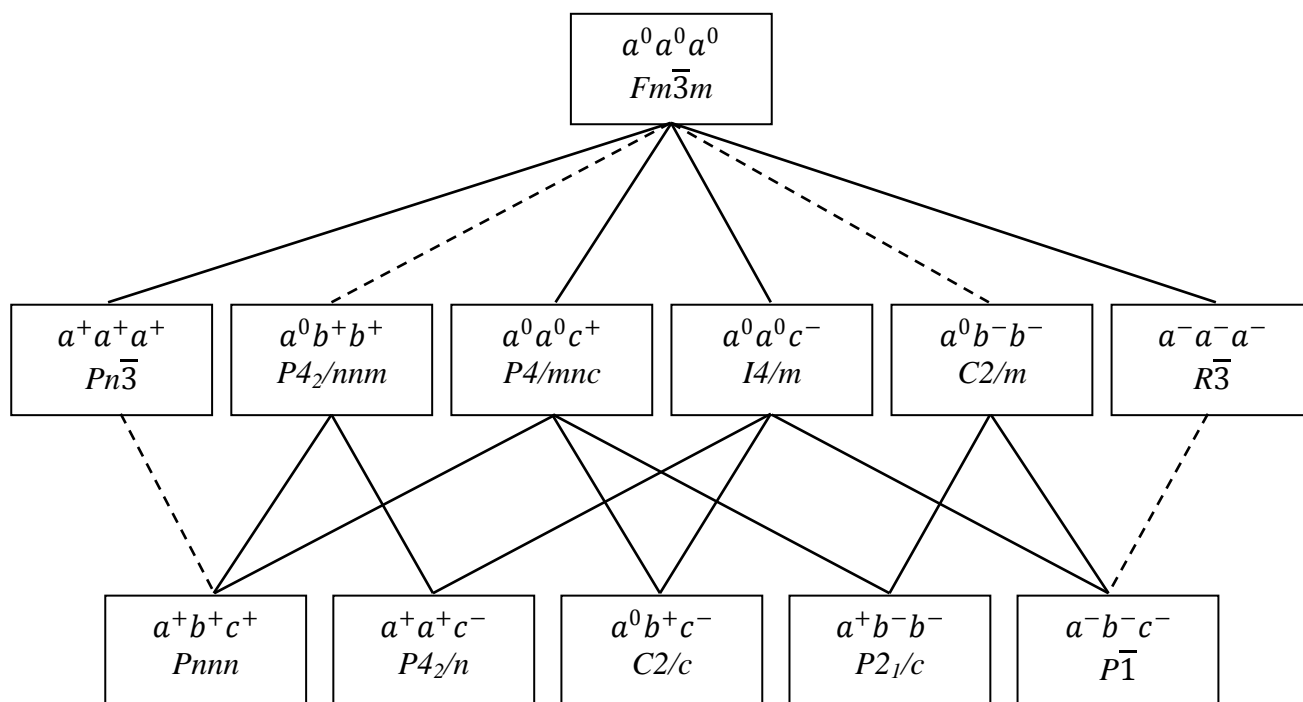 a⁰a⁰a⁰
Fm3̅m
a⁺a⁺a⁺
Pn3̅
a⁰b⁺b⁺
P4₂/nnm
a⁰a⁰c⁺
P4/mnc
a⁰a⁰c⁻
I4/m
a⁰b⁻b⁻
C2/m
a⁻a⁻a⁻
R3̅
a⁺b⁺c⁺
Pnnn
a⁺a⁺c⁻
P4₂/n
a⁰b⁺c⁻
C2/c
a⁺b⁻b⁻
P2₁/c
a⁻b⁻c⁻
P1̅